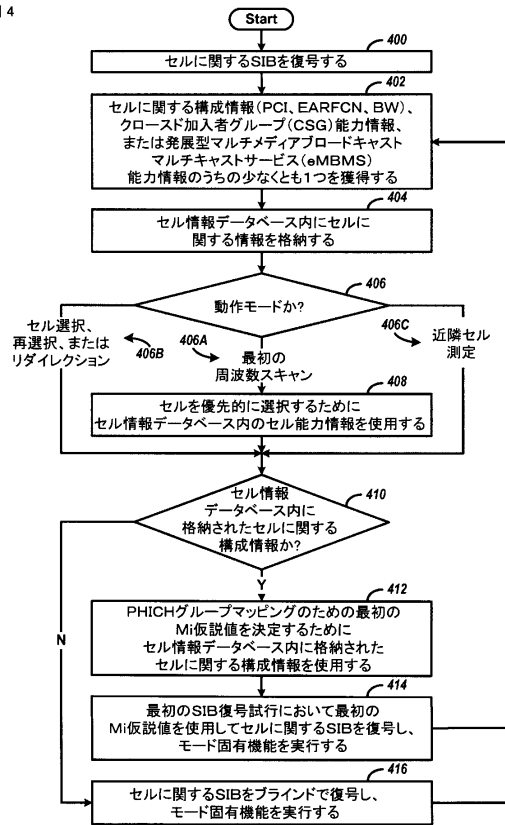 図4
Start
400
セルに関するSIBを復号する
402
セルに関する構成情報(PCI、EARFCN、BW)、
クローズド加入者グループ(CSG)能力情報、
または発展型マルチメディアブロードキャスト
マルチキャストサービス(eMBMS)
能力情報のうちの少なくとも1つを獲得する
404
セル情報データベース内にセルに
関する情報を格納する
406
動作モードか?
セル選択、
再選択、または
リダイレクション
406B
406A
最初の
周波数スキャン
406C
近隣セル
測定
408
セルを優先的に選択するために
セル情報データベース内のセル能力情報を使用する
410
セル情報
データベース内に
格納されたセルに関する
構成情報か?
Y
N
412
PHICHグループマッピングのための最初の
Mi仮説値を決定するために
セル情報データベース内に格納された
セルに関する構成情報を使用する
414
最初のSIB復号試行において最初の
Mi仮説値を使用してセルに関するSIBを復号し、
モード固有機能を実行する
416
セルに関するSIBをブラインドで復号し、
モード固有機能を実行する